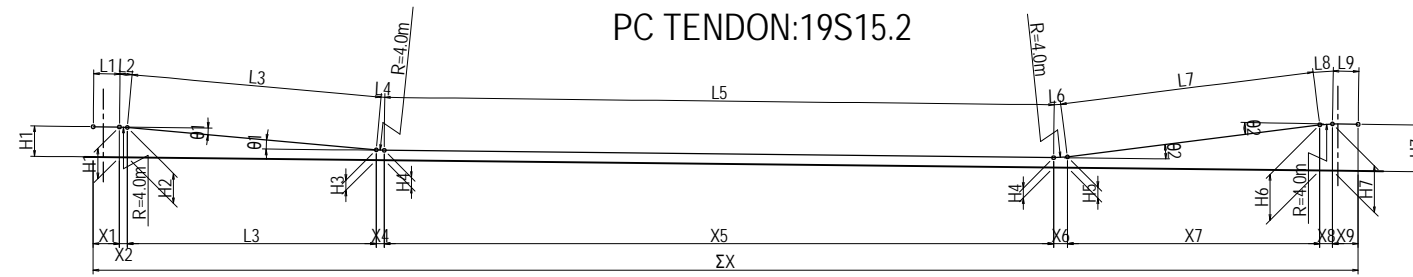 PC TENDON:19S15.2
L1
L2
L3
L4
R=4.0m
L5
R=4.0m
L6
L7
L8
L9
H1
H1
θ1
θ1
R=4.0m
H2
H3
H4
H4
H5
θ2
θ2
H6
R=4.0m
H7
X1
X2
L3
X4
X5
X6
X7
X8
X9
ΣX